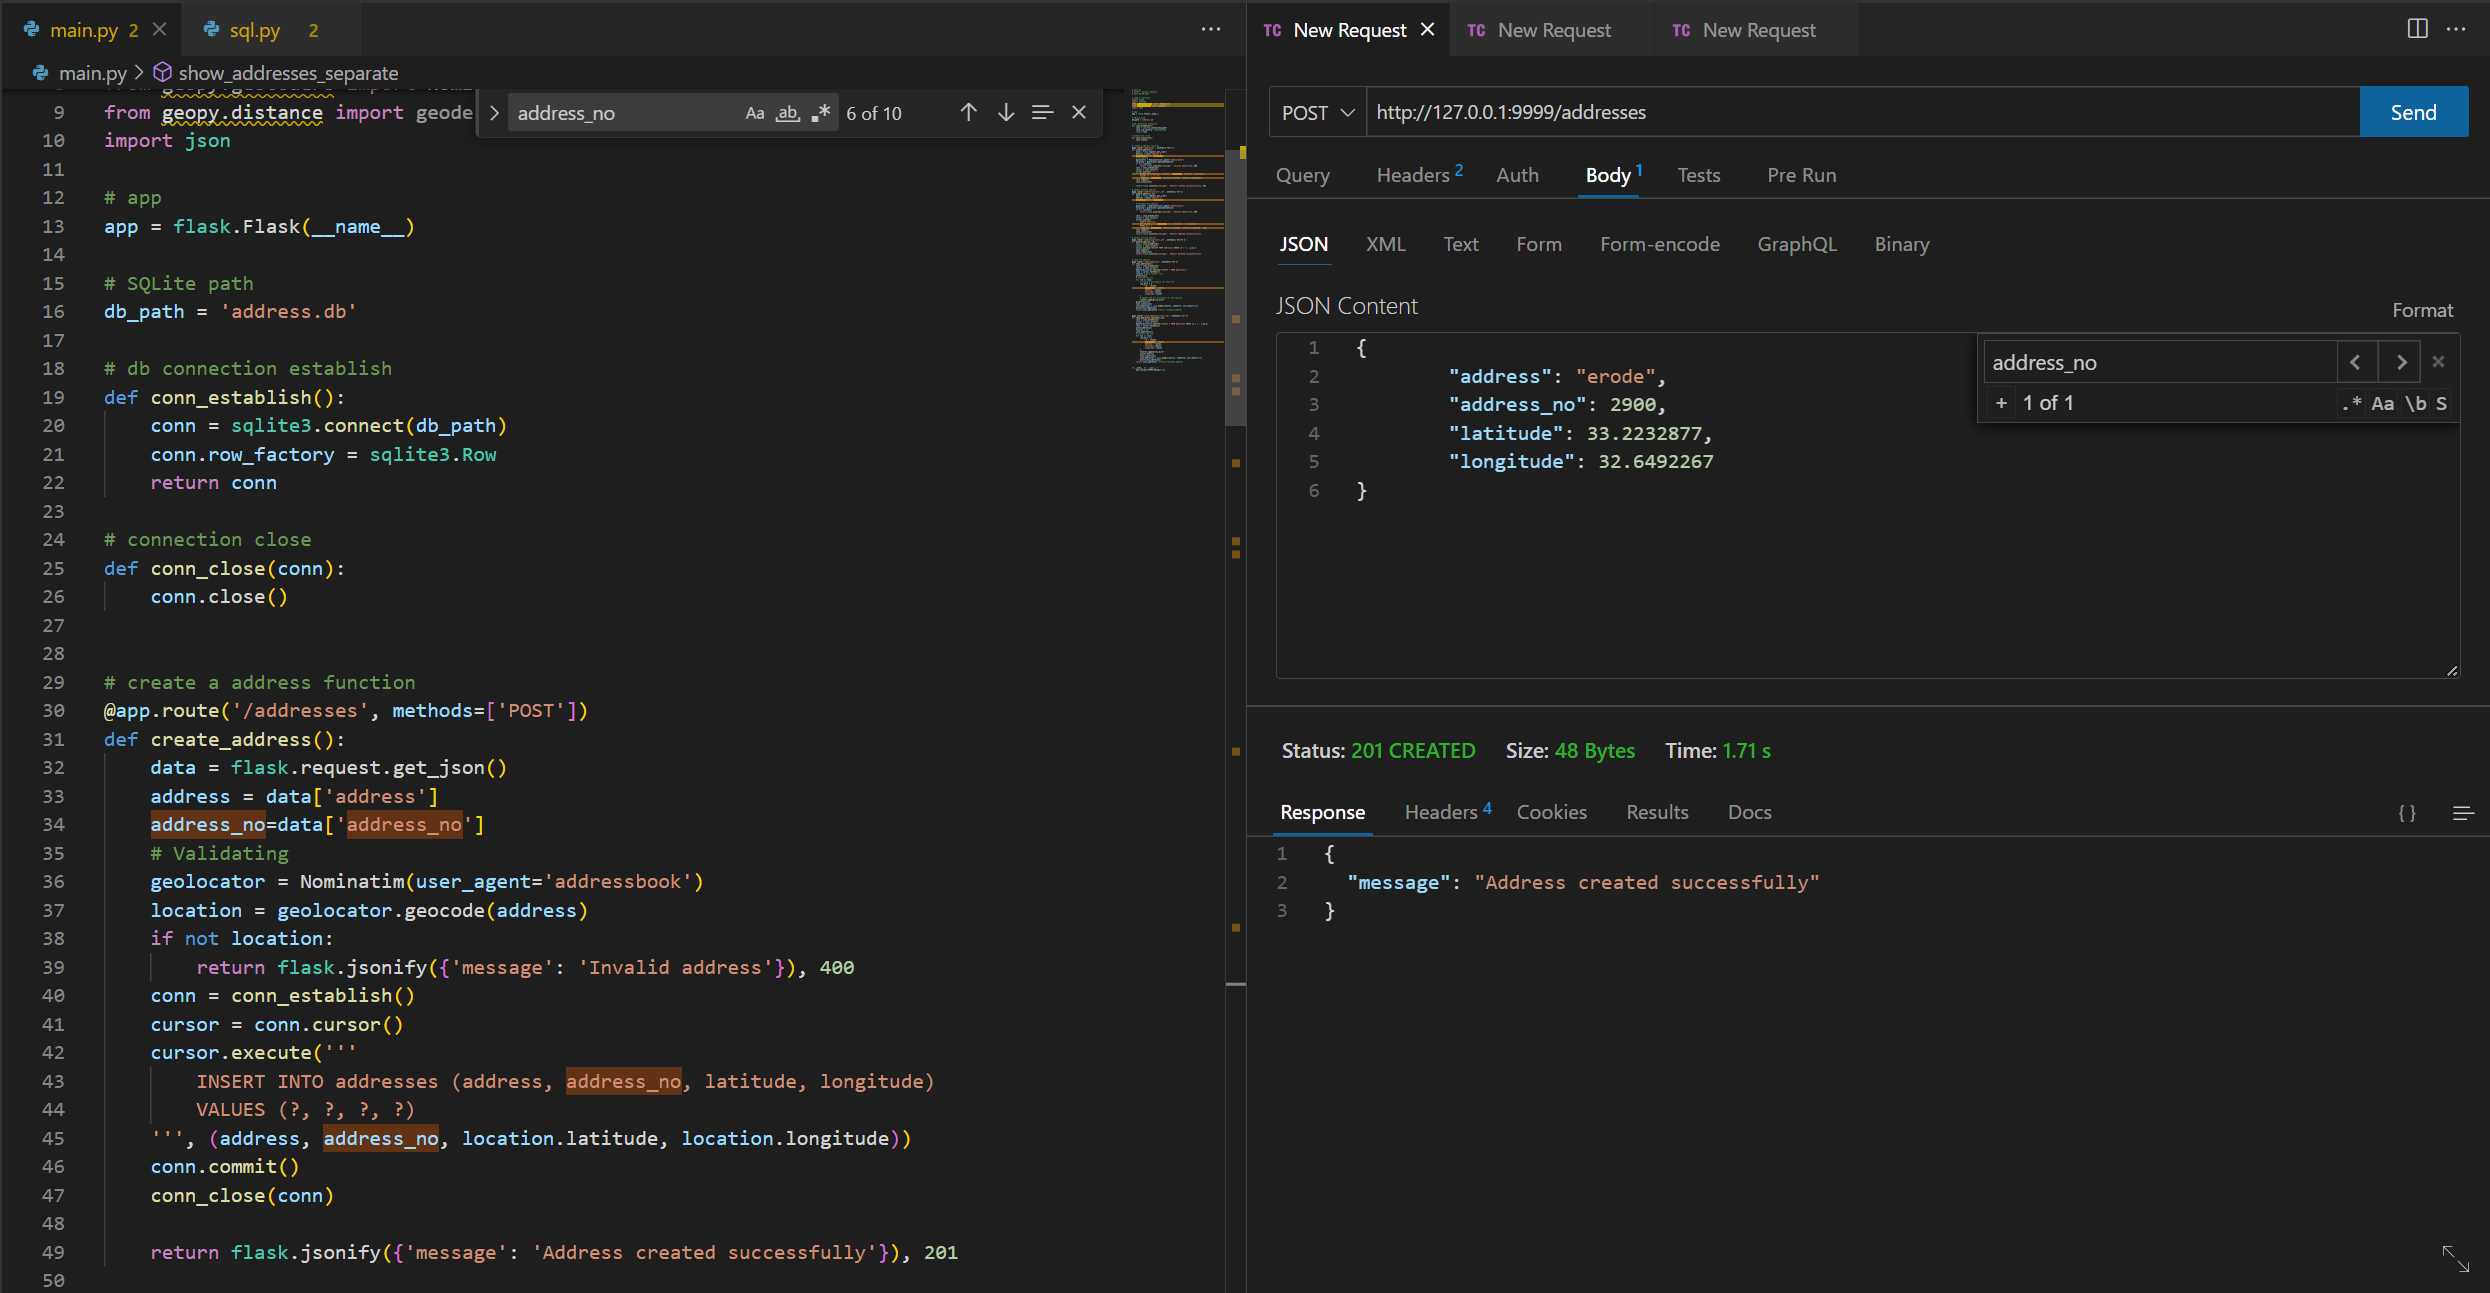 main.py 2
sql.py 2
main.py > show_addresses_separate
address_no Aa ab .* 6 of 10
9 from geopy.distance import geode
10 import json
11
12 # app
13 app = flask.Flask(__name__)
14
15 # SQLite path
16 db_path = 'address.db'
17
18 # db connection establish
19 def conn_establish():
20 conn = sqlite3.connect(db_path)
21 conn.row_factory = sqlite3.Row
22 return conn
23
24 # connection close
25 def conn_close(conn):
26 conn.close()
27
28
29 # create a address function
30 @app.route('/addresses', methods=['POST'])
31 def create_address():
32 data = flask.request.get_json()
33 address = data['address']
34 address_no=data['address_no']
35 # Validating
36 geolocator = Nominatim(user_agent='addressbook')
37 location = geolocator.geocode(address)
38 if not location:
39 return flask.jsonify({'message': 'Invalid address'}), 400
40 conn = conn_establish()
41 cursor = conn.cursor()
42 cursor.execute('''
43 INSERT INTO addresses (address, address_no, latitude, longitude)
44 VALUES (?, ?, ?, ?)
45 ''', (address, address_no, location.latitude, location.longitude))
46 conn.commit()
47 conn_close(conn)
48
49 return flask.jsonify({'message': 'Address created successfully'}), 201
50
TC New Request
TC New Request
TC New Request
POST http://127.0.0.1:9999/addresses Send
Query Headers 2 Auth Body 1 Tests Pre Run
JSON XML Text Form Form-encode GraphQL Binary
JSON Content
Format
1 {
2 "address": "erode",
3 "address_no": 2900,
4 "latitude": 33.2232877,
5 "longitude": 32.6492267
6 }
address_no
+ 1 of 1 .* Aa \b S
Status: 201 CREATED Size: 48 Bytes Time: 1.71 s
Response Headers 4 Cookies Results Docs {}
1 {
2 "message": "Address created successfully"
3 }